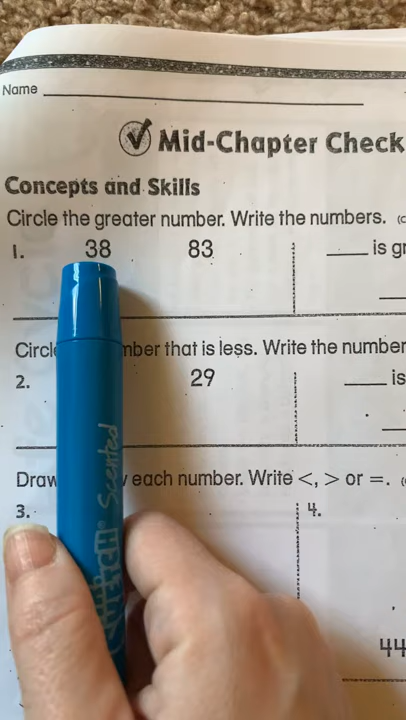 Name
Mid-Chapter Check
Concepts and Skills
Circle the greater number. Write the numbers.
1. 38 83 ___ is gr
Circl mber that is less. Write the number
2. 29 ___ is
Draw each number. Write <, > or =.
3. 4.
Scented
44